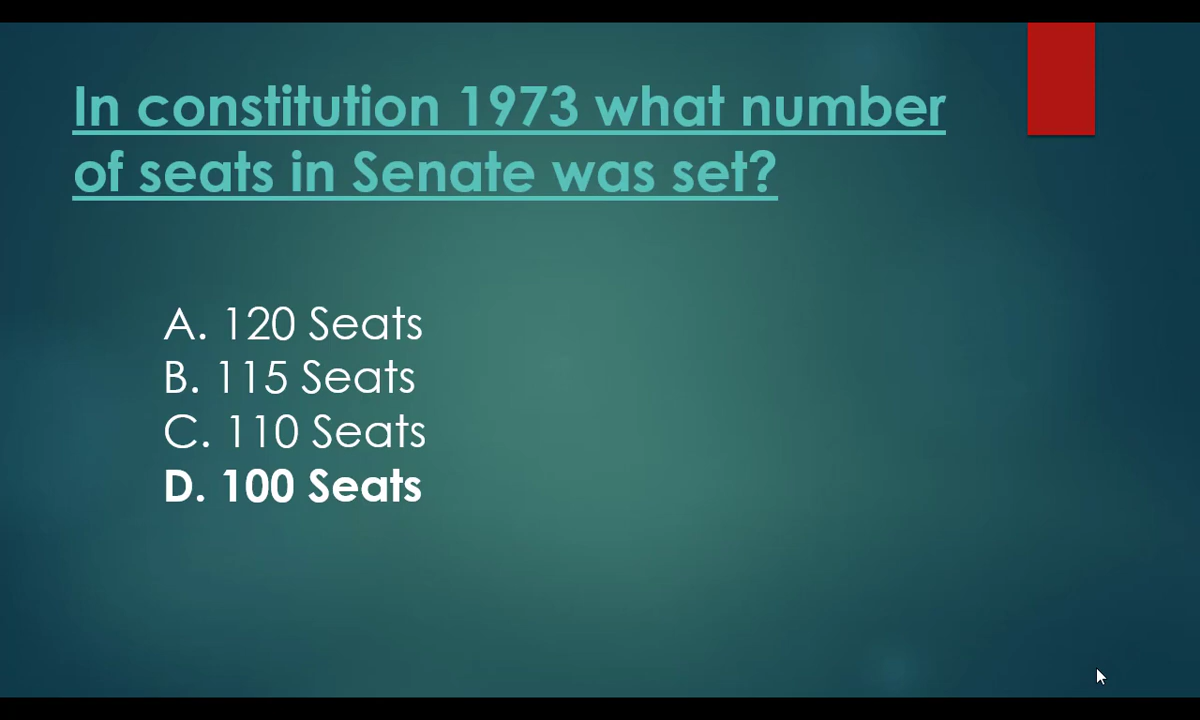 In constitution 1973 what number
of seats in Senate was set?
A. 120 Seats
B. 115 Seats
C. 110 Seats
D. 100 Seats